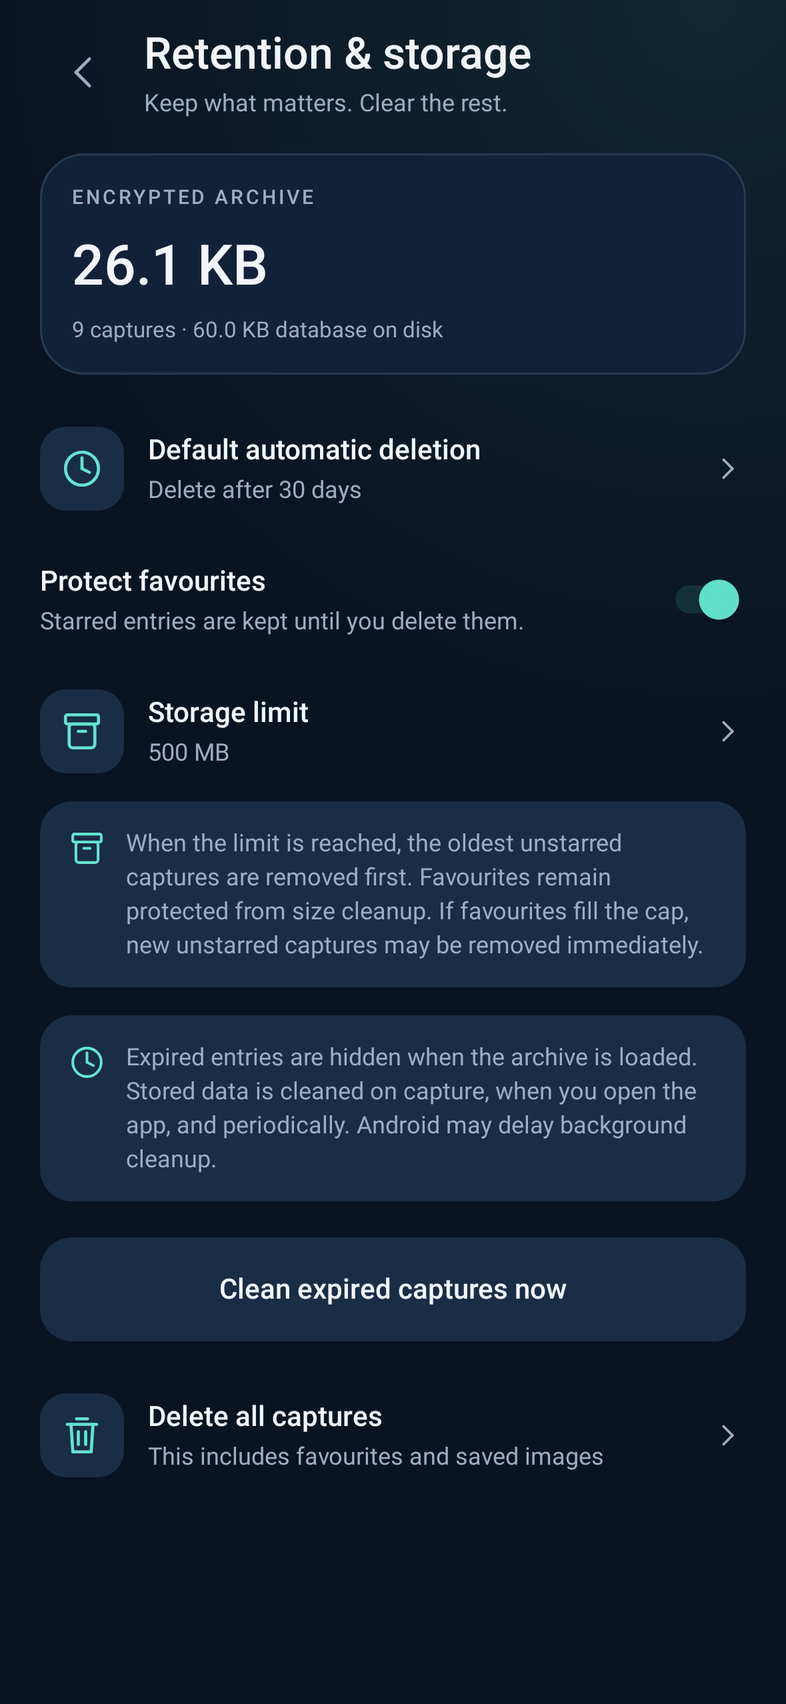 Retention & storage
Keep what matters. Clear the rest.
ENCRYPTED ARCHIVE
26.1 KB
9 captures · 60.0 KB database on disk
Default automatic deletion
Delete after 30 days
Protect favourites
Starred entries are kept until you delete them.
Storage limit
500 MB
When the limit is reached, the oldest unstarred
captures are removed first. Favourites remain
protected from size cleanup. If favourites fill the cap,
new unstarred captures may be removed immediately.
Expired entries are hidden when the archive is loaded.
Stored data is cleaned on capture, when you open the
app, and periodically. Android may delay background
cleanup.
Clean expired captures now
Delete all captures
This includes favourites and saved images